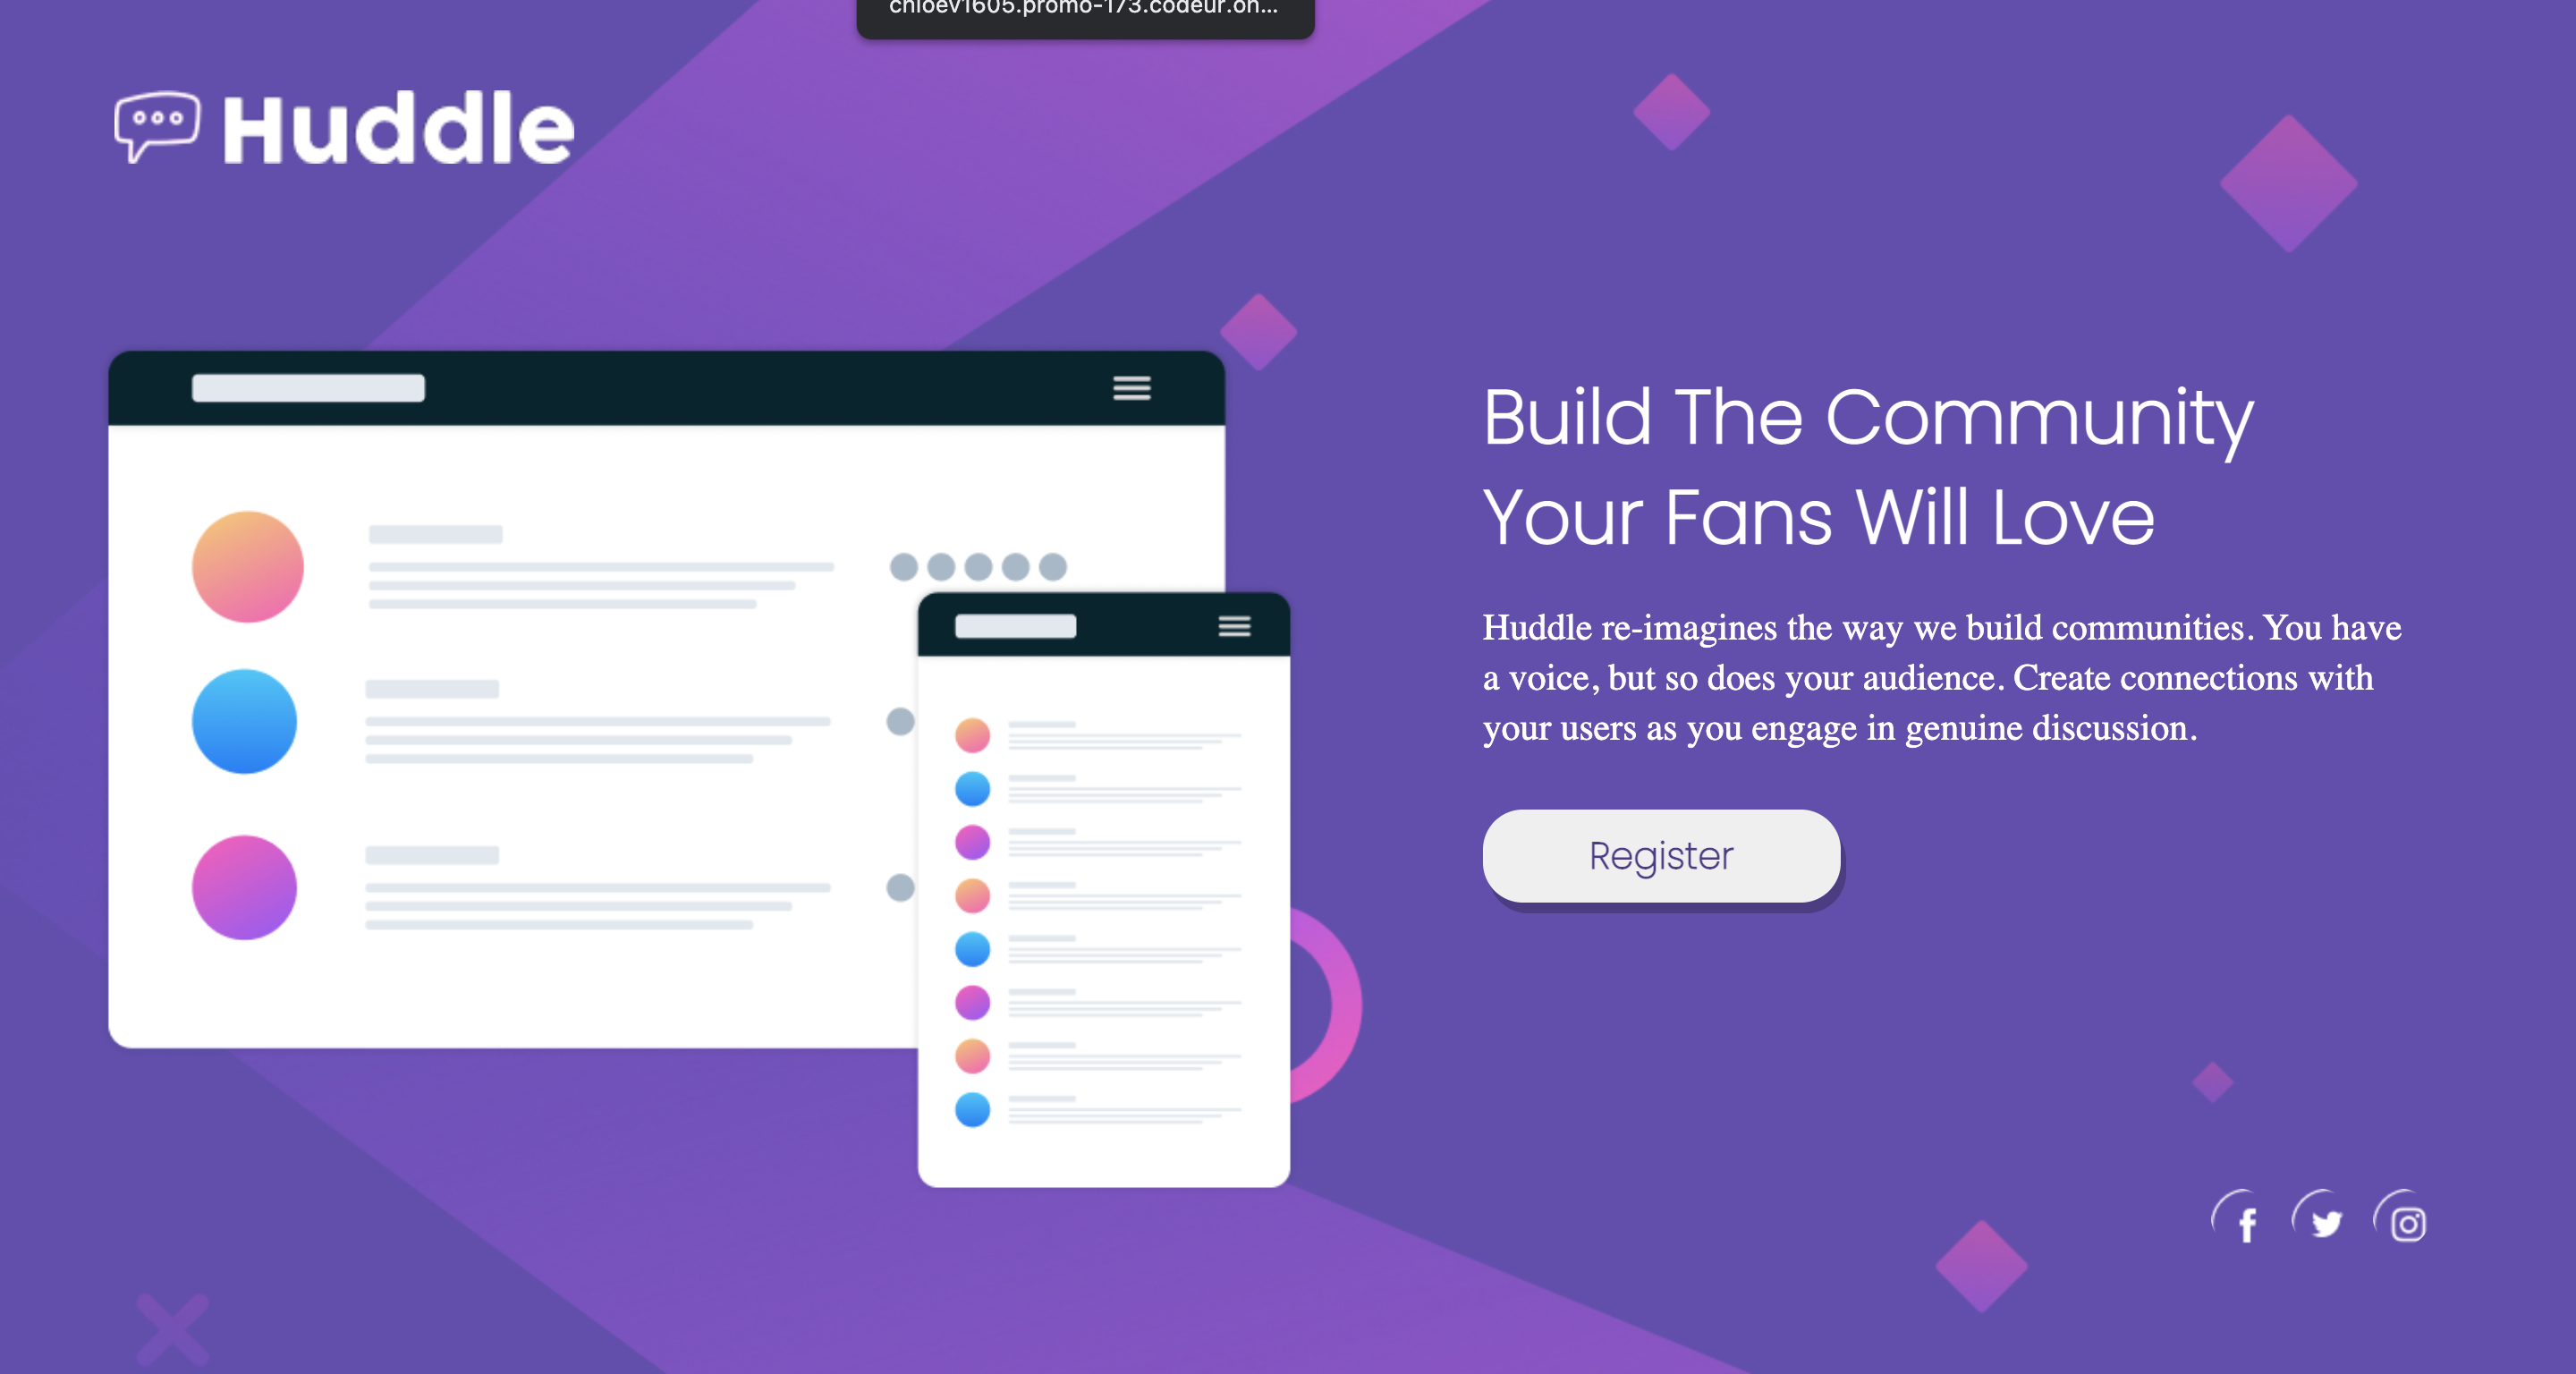 chloev1605.promo-173.codeur.on...
Huddle
Build The Community
Your Fans Will Love
Huddle re-imagines the way we build communities. You have
a voice, but so does your audience. Create connections with
your users as you engage in genuine discussion.
Register